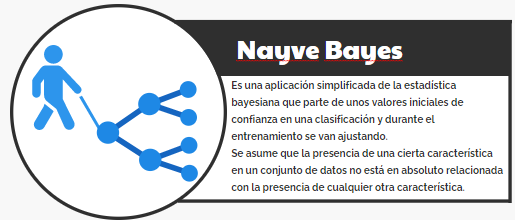 Nayve Bayes
Es una aplicación simplificada de la estadística
bayesiana que parte de unos valores iniciales de
confianza en una clasificación y durante el
entrenamiento se van ajustando.
Se asume que la presencia de una cierta característica
en un conjunto de datos no está en absoluto relacionada
con la presencia de cualquier otra característica.